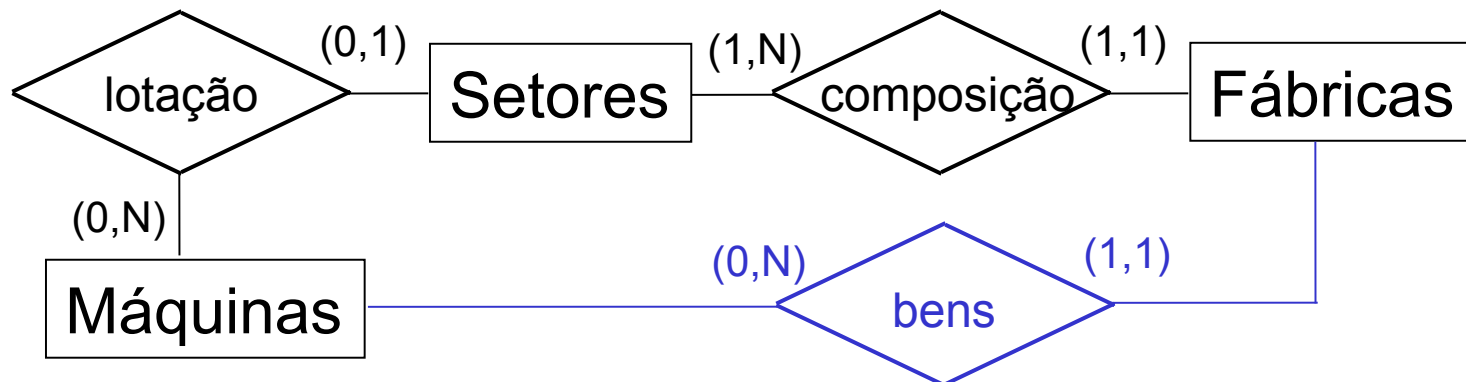 (0,1) (1,N) (1,1)
lotação Setores composição Fábricas
(0,N)
(0,N) (1,1)
Máquinas bens